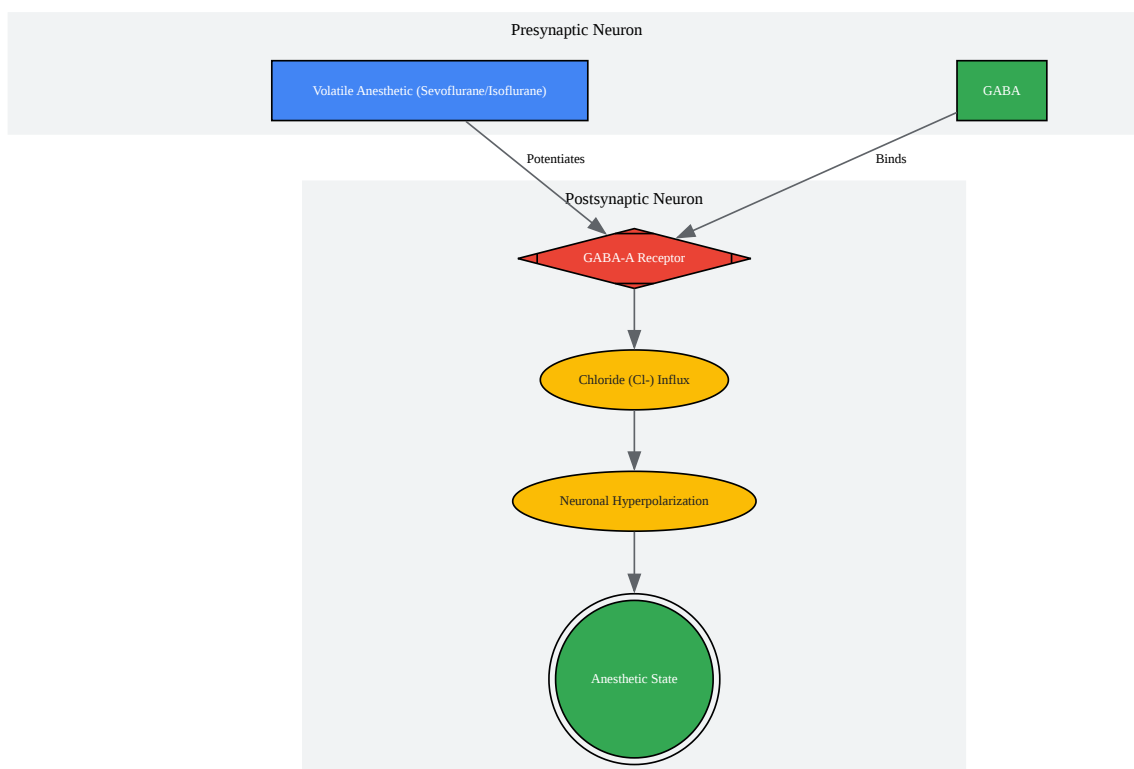 Presynaptic Neuron
Volatile Anesthetic (Sevoflurane/Isoflurane)
GABA
Potentiates
Binds
Postsynaptic Neuron
GABA-A Receptor
Chloride (Cl-) Influx
Neuronal Hyperpolarization
Anesthetic State